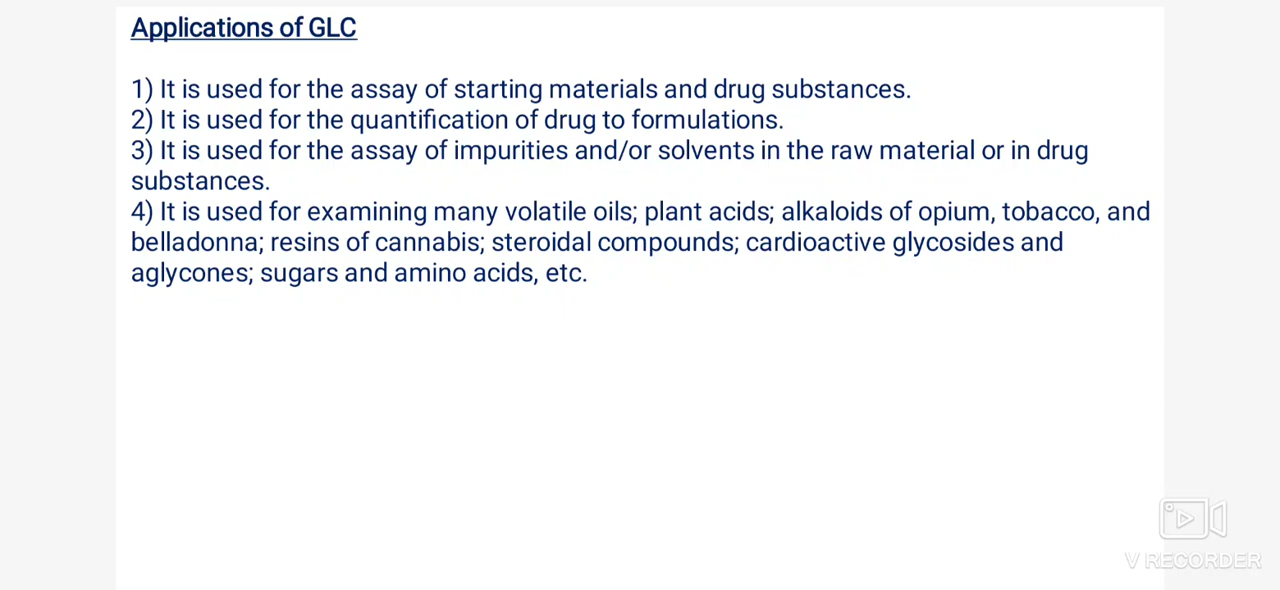 Applications of GLC
1) It is used for the assay of starting materials and drug substances.
2) It is used for the quantification of drug to formulations.
3) It is used for the assay of impurities and/or solvents in the raw material or in drug
substances.
4) It is used for examining many volatile oils; plant acids; alkaloids of opium, tobacco, and
belladonna; resins of cannabis; steroidal compounds; cardioactive glycosides and
aglycones; sugars and amino acids, etc.
V RECORDER